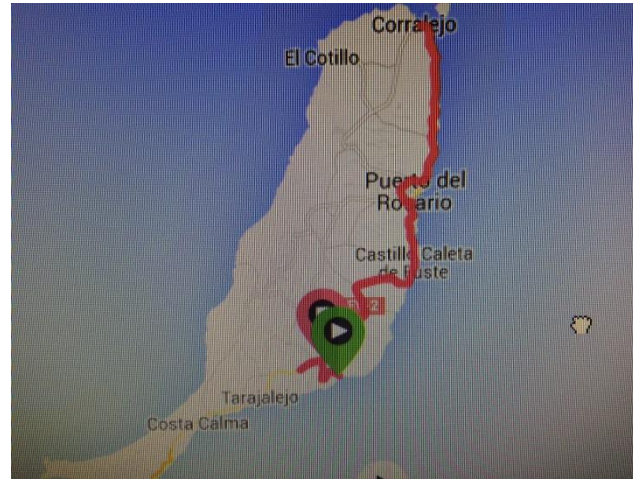 Corralejo
El Cotillo
Puerto del
Rosario
Castillo Caleta
de Fuste
Tarajalejo
Costa Calma